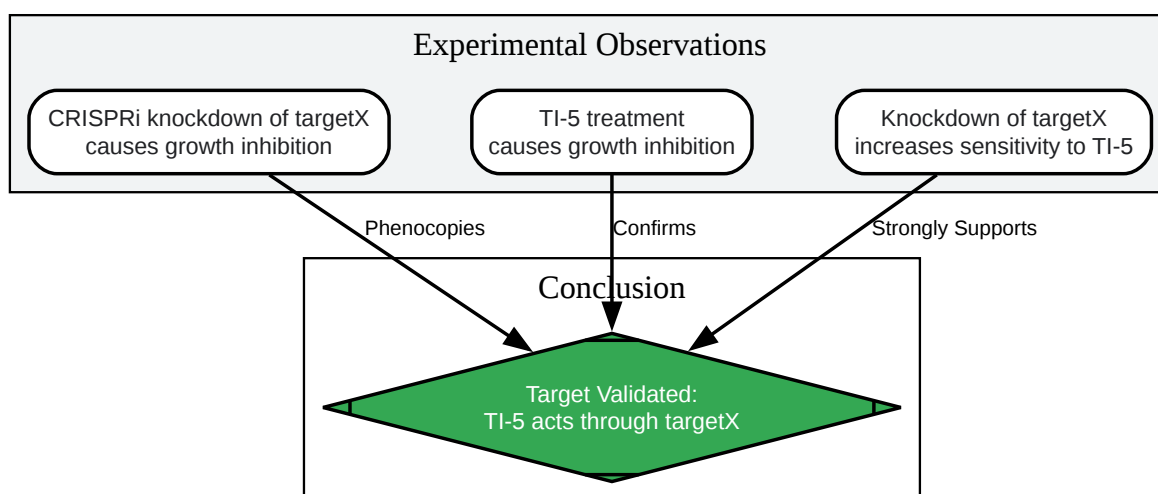 Experimental Observations
CRISPRi knockdown of targetX
causes growth inhibition
TI-5 treatment
causes growth inhibition
Knockdown of targetX
increases sensitivity to TI-5
Phenocopies
Confirms
Strongly Supports
Conclusion
Target Validated:
TI-5 acts through targetX